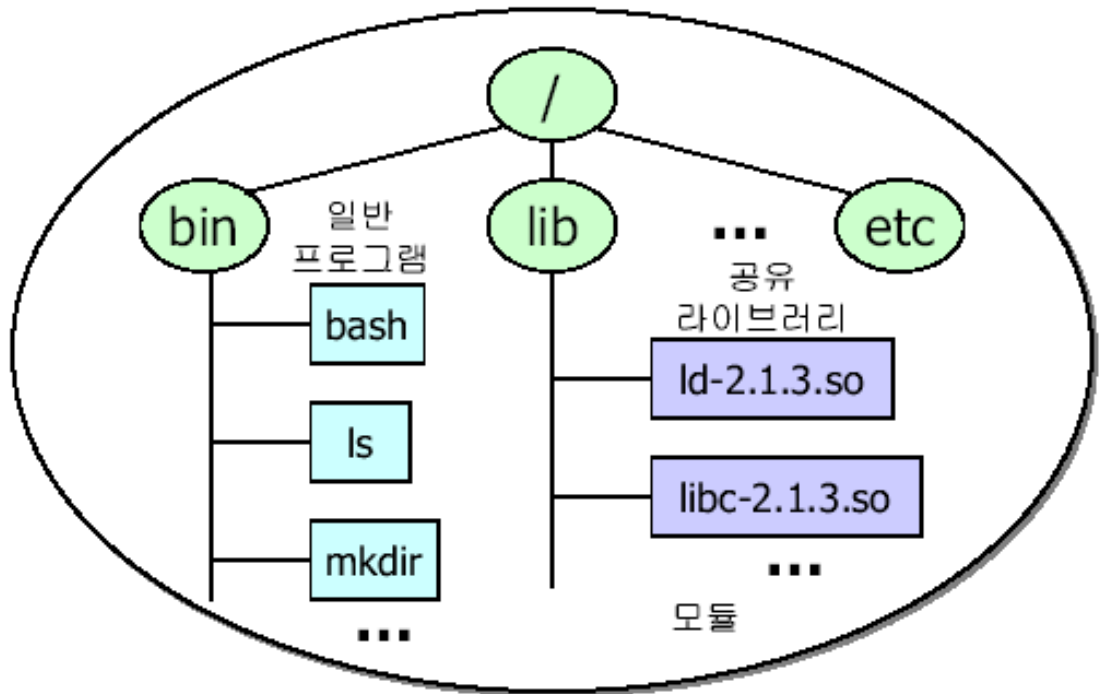 /
bin
일반
프로그램
lib
...
etc
공유
라이브러리
bash
ld-2.1.3.so
ls
libc-2.1.3.so
mkdir
...
...
모듈